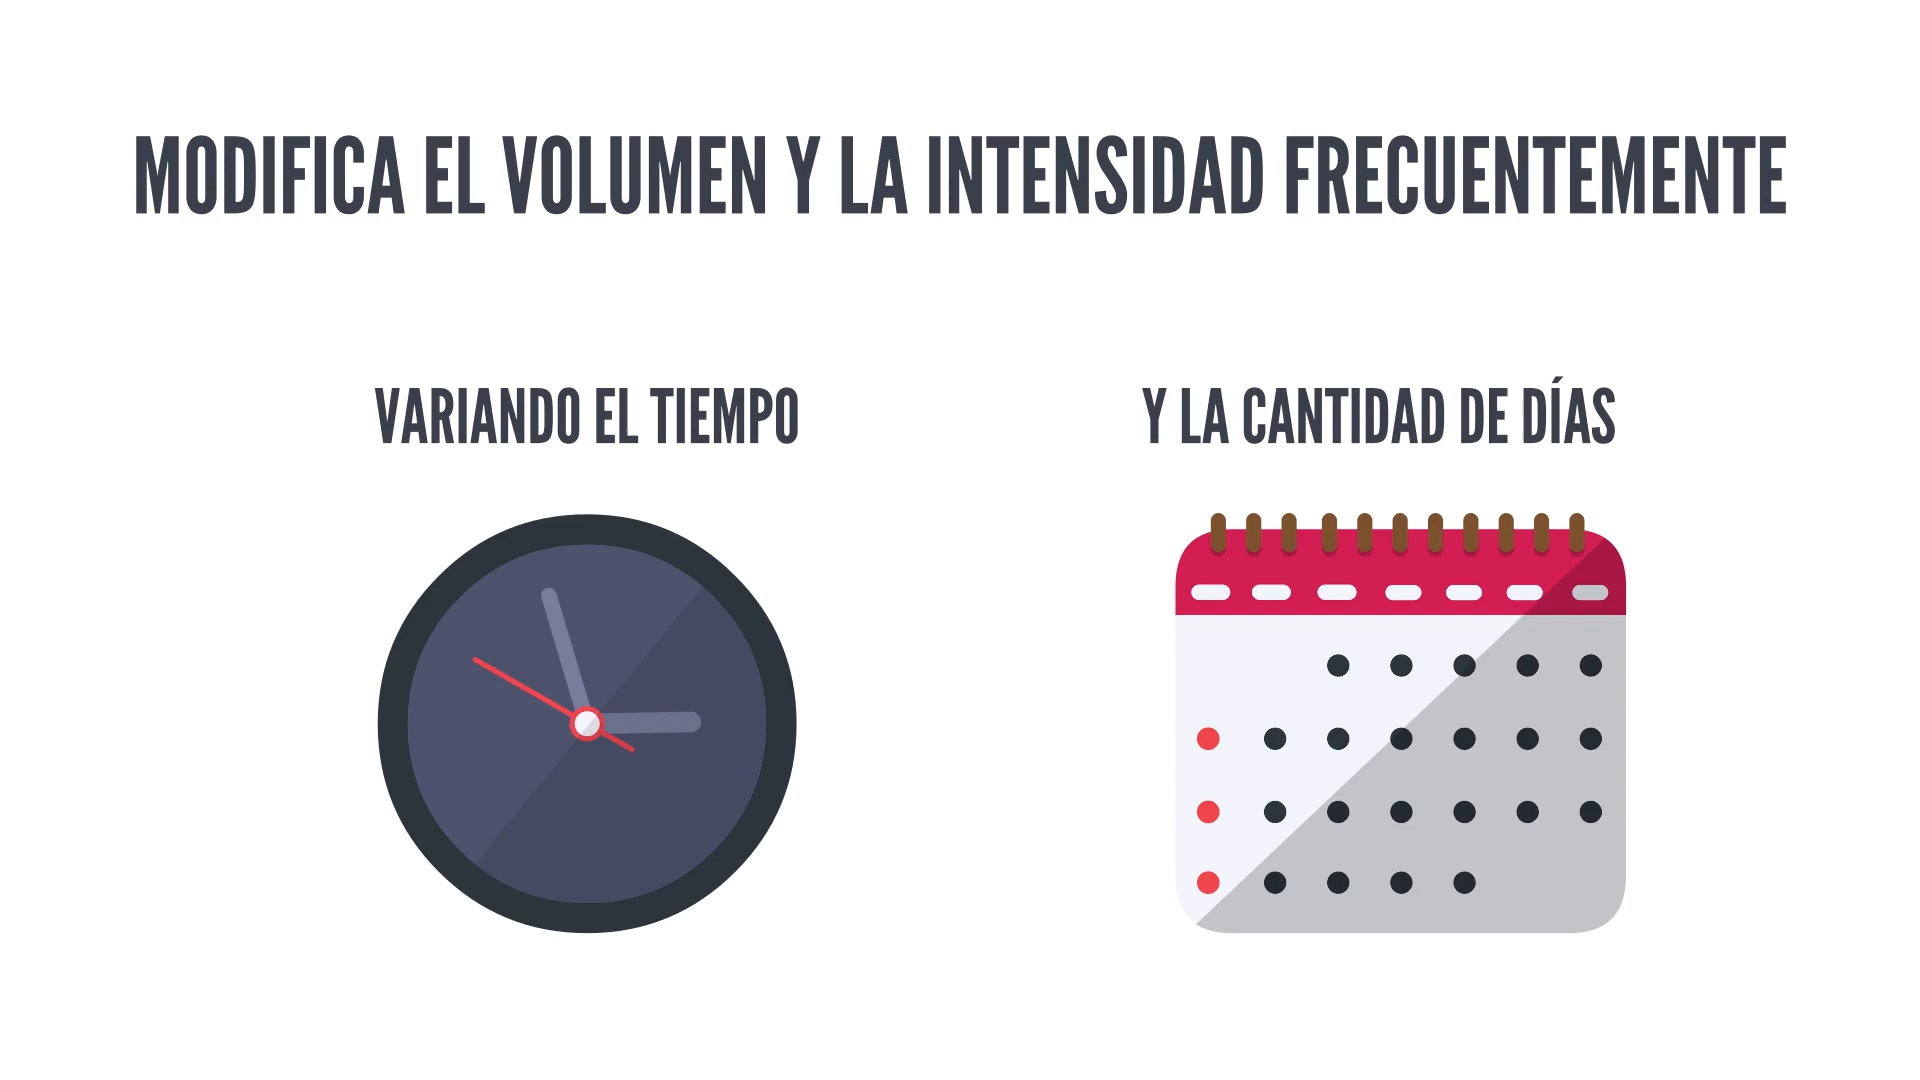 MODIFICA EL VOLUMEN Y LA INTENSIDAD FRECUENTEMENTE
VARIANDO EL TIEMPO
Y LA CANTIDAD DE DÍAS